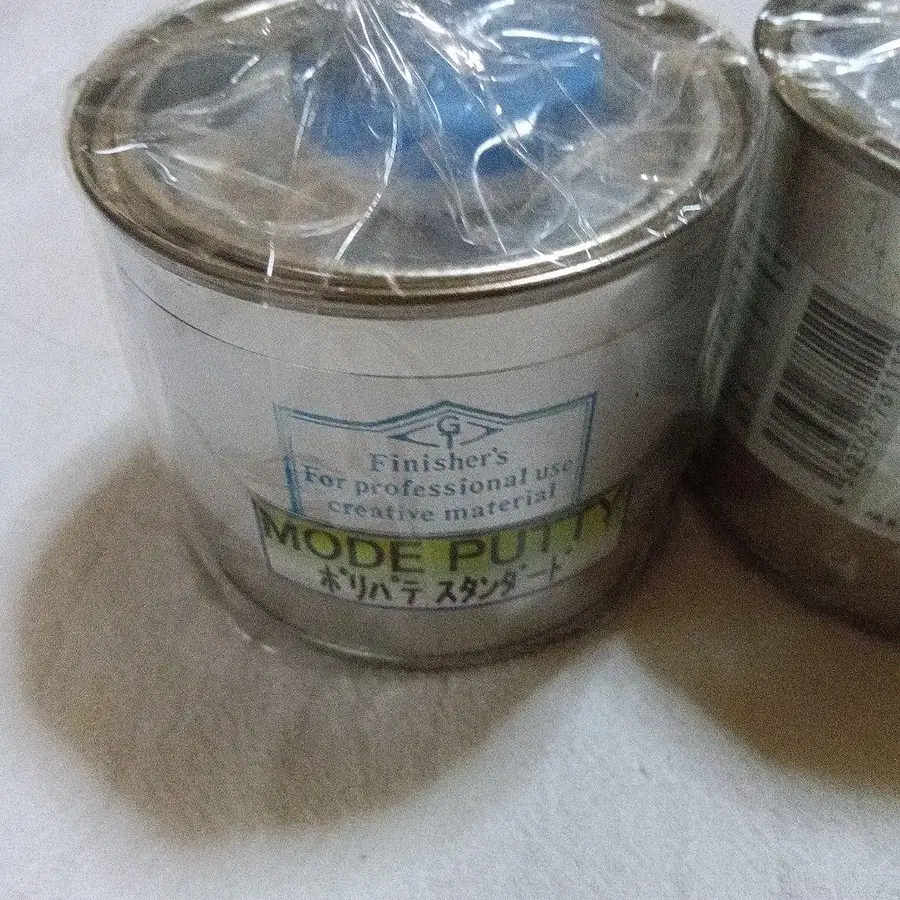 G
Finisher's
For professional use
creative material
MODE PUTTY
ポリパテ スタンダード